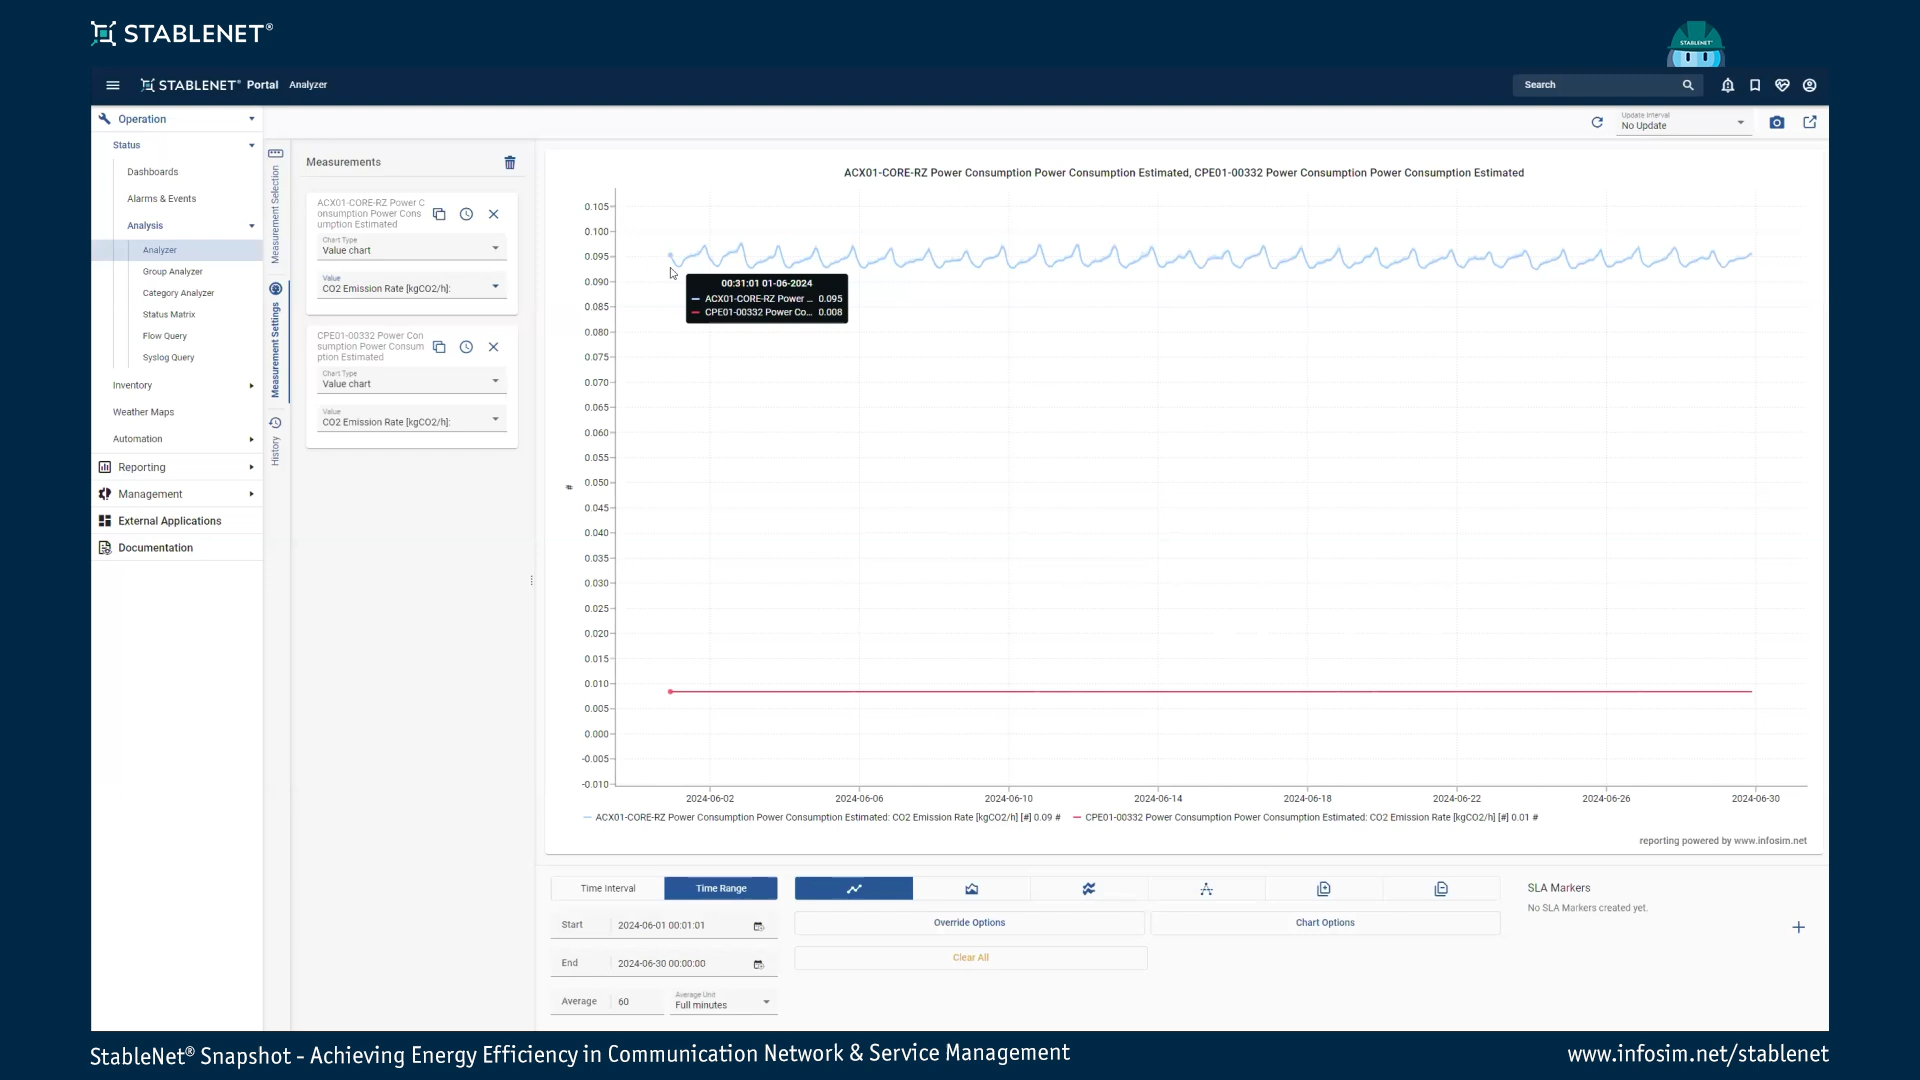 STABLENET®
STABLENET
STABLENET® Portal Analyzer
Search
Operation
Status
Dashboards
Alarms & Events
Analysis
Analyzer
Group Analyzer
Category Analyzer
Status Matrix
Flow Query
Syslog Query
Inventory
Weather Maps
Automation
Reporting
Management
External Applications
Documentation
Measurement Selection
Measurement Settings
History
Measurements
ACX01-CORE-RZ Power C
onsumption Power Cons
umption Estimated
Chart Type
Value chart
Value
CO2 Emission Rate [kgCO2/h]:
CPE01-00332 Power Con
sumption Power Consum
ption Estimated
Chart Type
Value chart
Value
CO2 Emission Rate [kgCO2/h]:
Update Interval
No Update
ACX01-CORE-RZ Power Consumption Power Consumption Estimated, CPE01-00332 Power Consumption Power Consumption Estimated
0.105
0.100
0.095
0.090
0.085
0.080
0.075
0.070
0.065
0.060
0.055
0.050
0.045
0.040
0.035
0.030
0.025
0.020
0.015
0.010
0.005
0.000
-0.005
-0.010
#
00:31:01 01-06-2024
ACX01-CORE-RZ Power ... 0.095
CPE01-00332 Power Co... 0.008
2024-06-02 2024-06-06 2024-06-10 2024-06-14 2024-06-18 2024-06-22 2024-06-26 2024-06-30
ACX01-CORE-RZ Power Consumption Power Consumption Estimated: CO2 Emission Rate [kgCO2/h] [#] 0.09 # CPE01-00332 Power Consumption Power Consumption Estimated: CO2 Emission Rate [kgCO2/h] [#] 0.01 #
reporting powered by www.infosim.net
Time Interval Time Range
Start 2024-06-01 00:01:01
End 2024-06-30 00:00:00
Average 60
Average Unit
Full minutes
Override Options
Chart Options
Clear All
SLA Markers
No SLA Markers created yet.
StableNet® Snapshot - Achieving Energy Efficiency in Communication Network & Service Management
www.infosim.net/stablenet